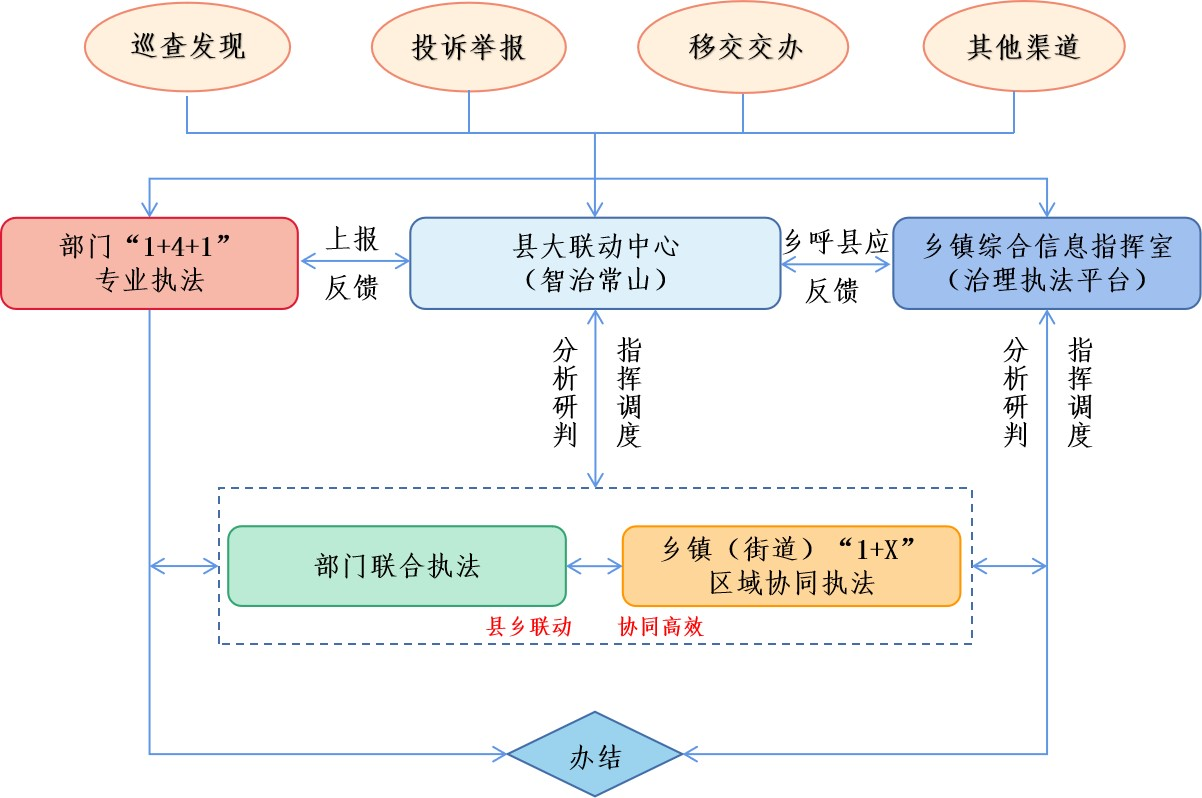 巡查发现
投诉举报
移交交办
其他渠道
部门“1+4+1”
专业执法
上报
反馈
县大联动中心
（智治常山）
乡呼县应
反馈
乡镇综合信息指挥室
（治理执法平台）
分析研判
指挥调度
分析研判
指挥调度
部门联合执法
乡镇（街道）“1+X”
区域协同执法
县乡联动
协同高效
办结